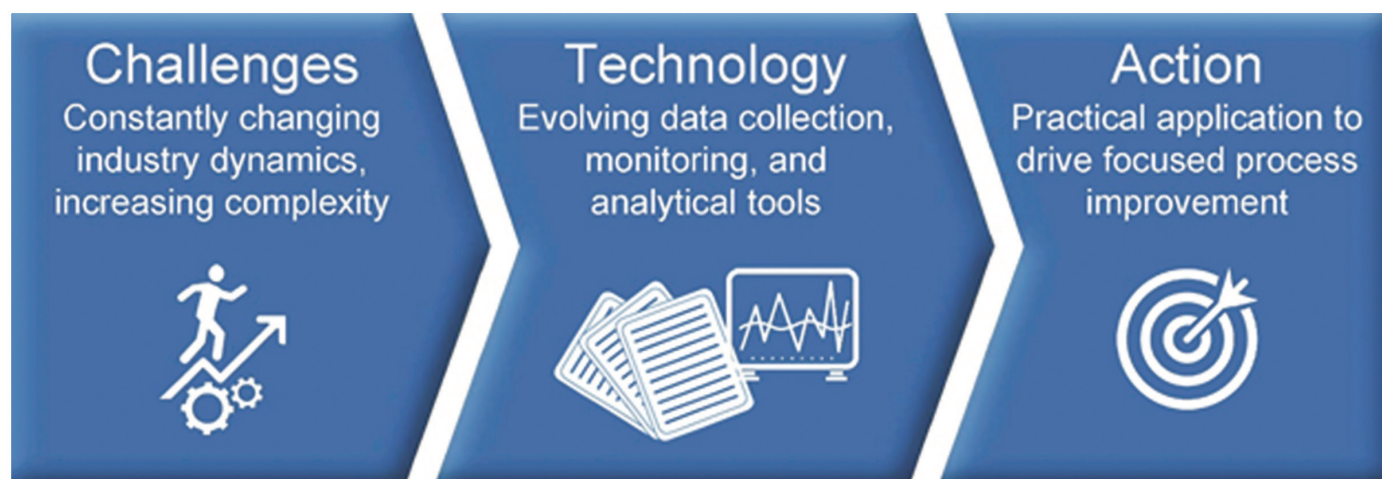 Challenges
Constantly changing
industry dynamics,
increasing complexity
Technology
Evolving data collection,
monitoring, and
analytical tools
Action
Practical application to
drive focused process
improvement